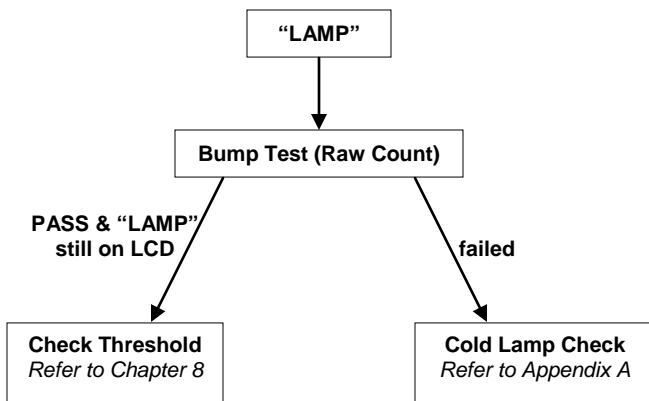 “LAMP”
Bump Test (Raw Count)
PASS & “LAMP”
still on LCD
failed
Check Threshold
Refer to Chapter 8
Cold Lamp Check
Refer to Appendix A